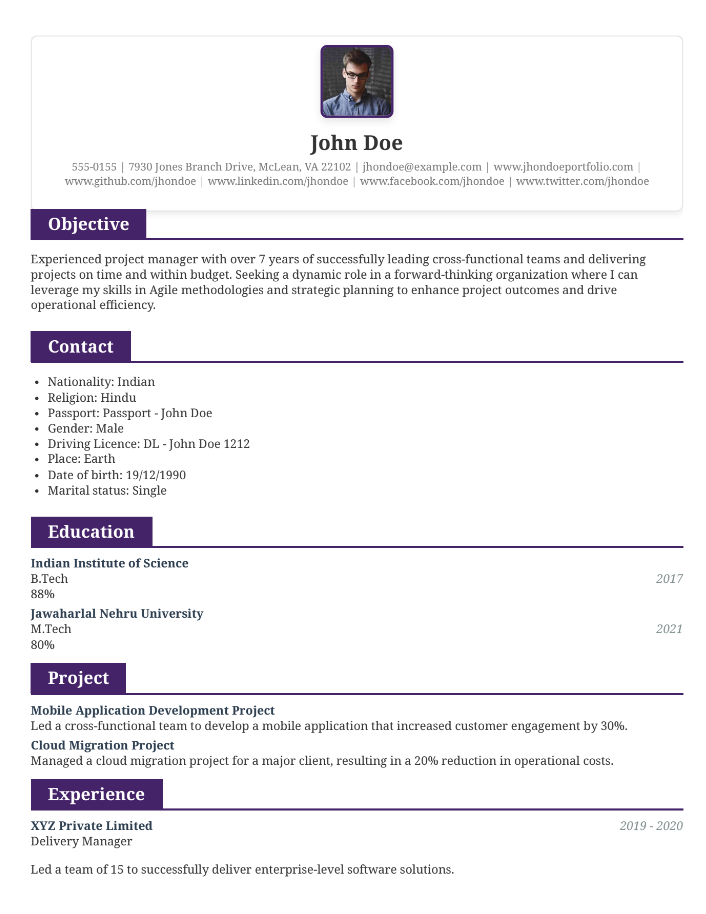 John Doe
555-0155 | 7930 Jones Branch Drive, McLean, VA 22102 | jhondoe@example.com | www.jhondoeportfolio.com |
www.github.com/jhondoe | www.linkedin.com/jhondoe | www.facebook.com/jhondoe | www.twitter.com/jhondoe
Objective
Experienced project manager with over 7 years of successfully leading cross-functional teams and delivering
projects on time and within budget. Seeking a dynamic role in a forward-thinking organization where I can
leverage my skills in Agile methodologies and strategic planning to enhance project outcomes and drive
operational efficiency.
Contact
• Nationality: Indian
• Religion: Hindu
• Passport: Passport - John Doe
• Gender: Male
• Driving Licence: DL - John Doe 1212
• Place: Earth
• Date of birth: 19/12/1990
• Marital status: Single
Education
Indian Institute of Science
B.Tech 2017
88%
Jawaharlal Nehru University
M.Tech 2021
80%
Project
Mobile Application Development Project
Led a cross-functional team to develop a mobile application that increased customer engagement by 30%.
Cloud Migration Project
Managed a cloud migration project for a major client, resulting in a 20% reduction in operational costs.
Experience
XYZ Private Limited 2019 - 2020
Delivery Manager
Led a team of 15 to successfully deliver enterprise-level software solutions.